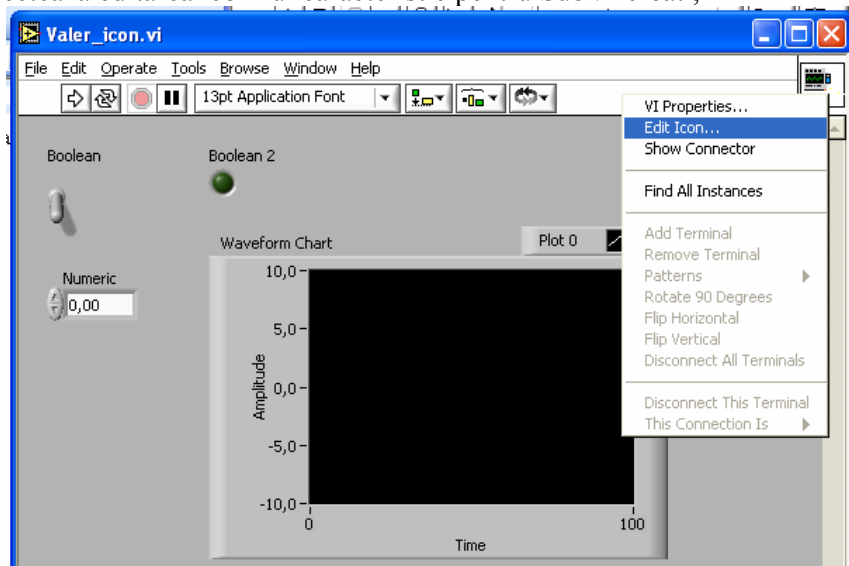 Valer_icon.vi
File Edit Operate Tools Browse Window Help
13pt Application Font
VI Properties...
Edit Icon...
Show Connector
Find All Instances
Add Terminal
Remove Terminal
Patterns
Rotate 90 Degrees
Flip Horizontal
Flip Vertical
Disconnect All Terminals
Disconnect This Terminal
This Connection Is
Boolean
Boolean 2
Numeric
0,00
Waveform Chart
Plot 0
Amplitude
10,0
5,0
0,0
-5,0
-10,0
0
100
Time